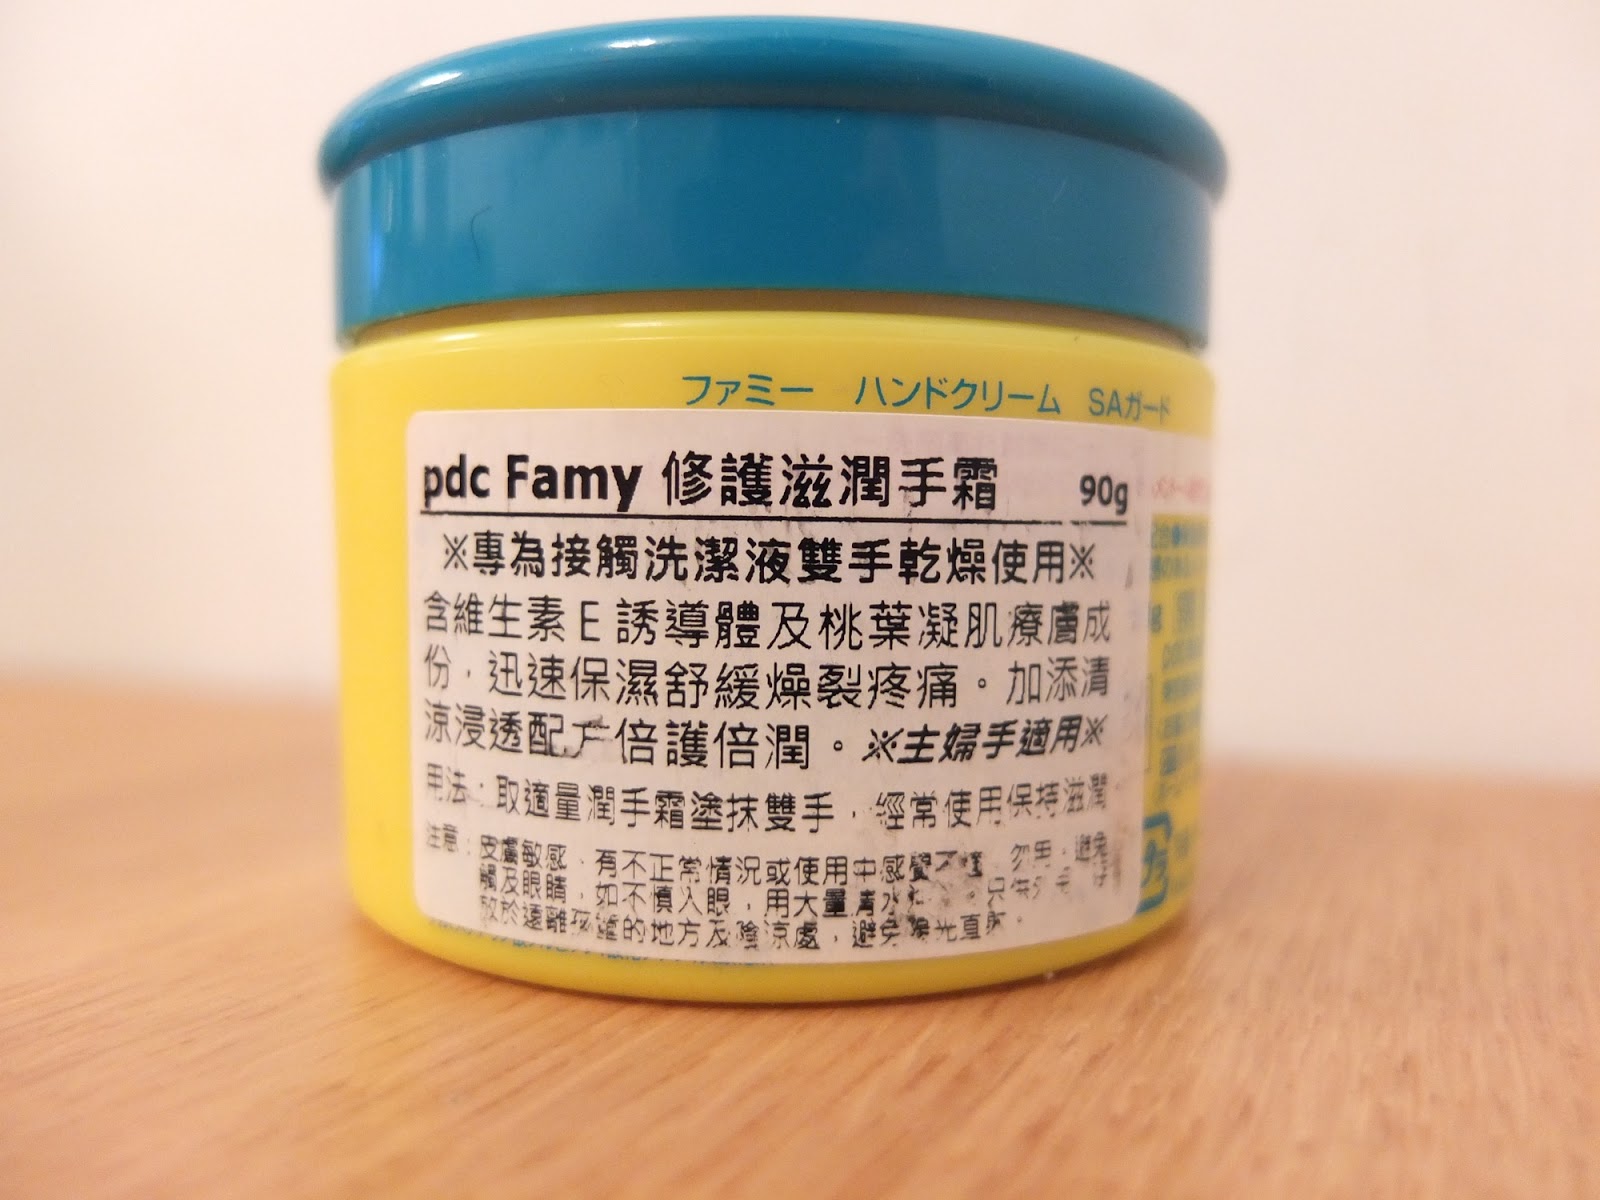 ファミー ハンドクリーム SAガード
pdc Famy 修護滋潤手霜 90g
※專為接觸洗潔液雙手乾燥使用※
含維生素E誘導體及桃葉凝肌療膚成
份，迅速保濕舒緩燥裂疼痛。加添清
涼浸透配方倍護倍潤。※主婦手適用※
用法：取適量潤手霜塗抹雙手，經常使用保持滋潤
注意：皮膚敏感、有不正常情況或使用中感覺不適，勿用，避免
觸及眼睛，如不慎入眼，用大量清水
放於遠離孩童的地方及陰涼處，避免陽光直射。